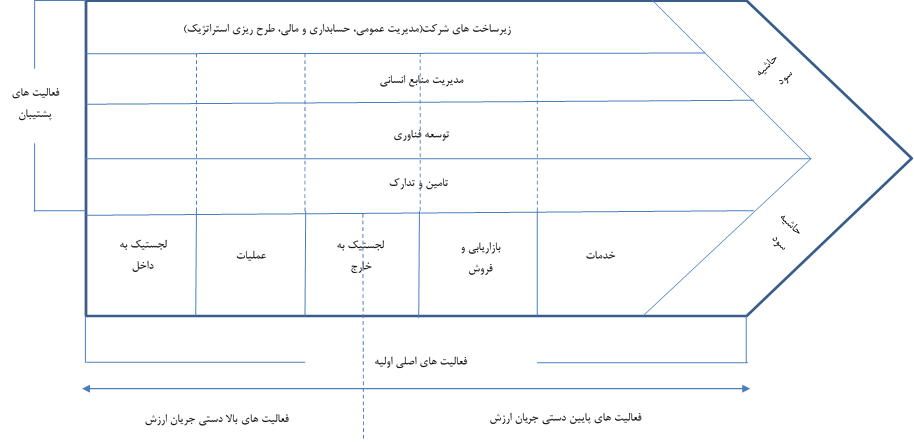 زیرساخت های شرکت(مدیریت عمومی، حسابداری و مالی، طرح ریزی استراتژیک)
مدیریت منابع انسانی
توسعه فناوری
تامین و تدارک
فعالیت های
پشتیبان
حاشیه
سود
حاشیه
سود
لجستیک به
داخل
عملیات
لجستیک به
خارج
بازاریابی و
فروش
خدمات
فعالیت های اصلی اولیه
فعالیت های بالا دستی جریان ارزش
فعالیت های پایین دستی جریان ارزش